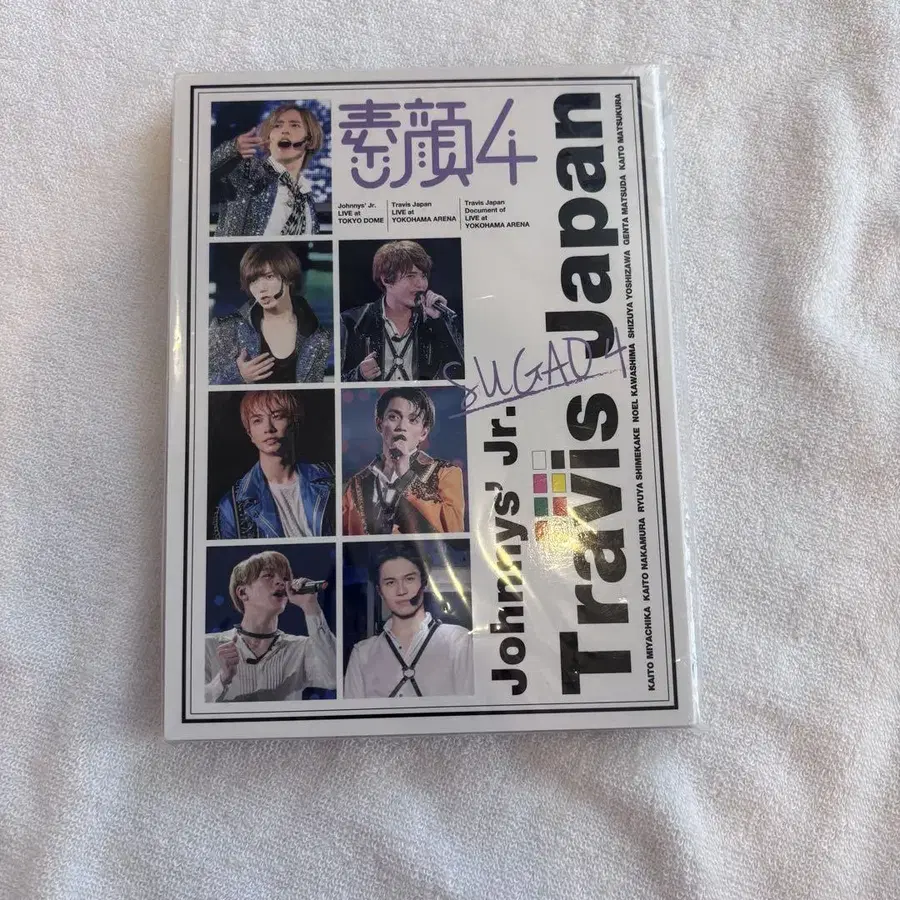 素顔4
Johnnys' Jr.
LIVE at
TOKYO DOME
Travis Japan
LIVE at
YOKOHAMA ARENA
Travis Japan
Document of
LIVE at
YOKOHAMA ARENA
SUGAO4
Johnnys' Jr.
Travis Japan
KAITO MIYACHIKA KAITO NAKAMURA RYUYA SHIMEKAKE NOEL KAWASHIMA SHIZUYA YOSHIZAWA GENTA MATSUDA KAITO MATSUKURA